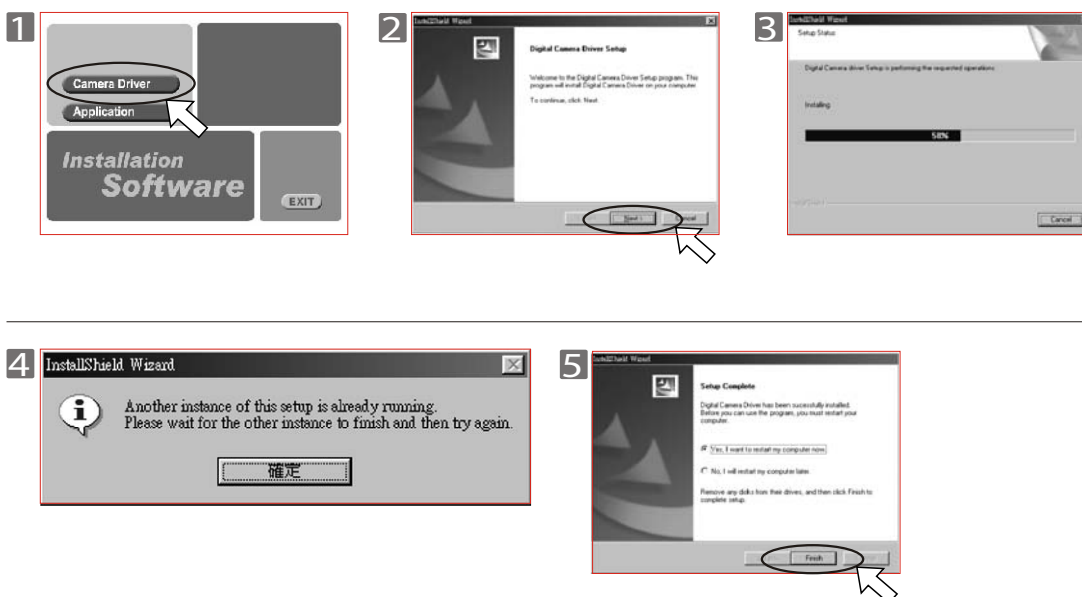 1
Camera Driver
Application
Installation
Software
EXIT
2
InstallShield Wizard
Digital Camera Driver Setup
Welcome to the Digital Camera Driver Setup program. This
program will install Digital Camera Driver on your computer.
To continue, click Next.
Next >
Cancel
3
InstallShield Wizard
Setup Status
Digital Camera driver Setup is performing the requested operations.
Installing
58%
InstallShield
Cancel
4
InstallShield Wizard
Another instance of this setup is already running.
Please wait for the other instance to finish and then try again.
確定
5
InstallShield Wizard
Setup Complete
Digital Camera Driver has been successfully installed.
Before you can use the program, you must restart your
computer.
Yes, I want to restart my computer now.
No, I will restart my computer later.
Remove any disks from their drives, and then click Finish to
complete setup.
Finish